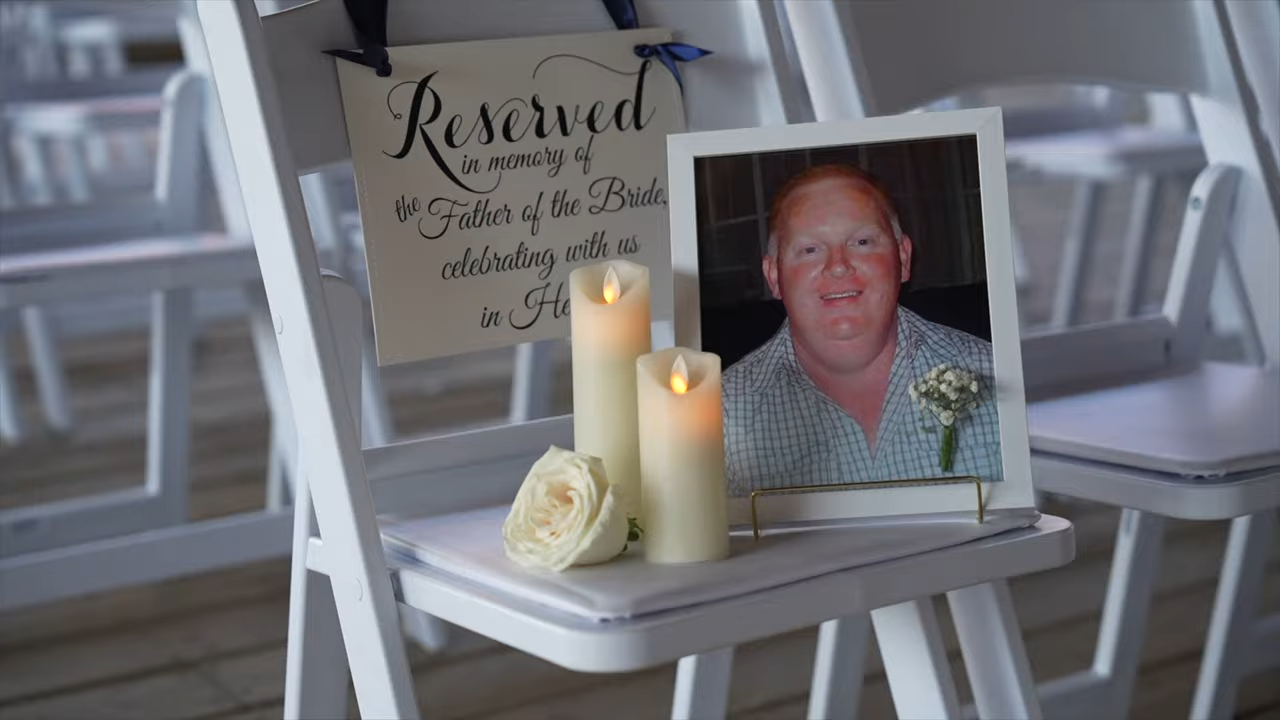 Reserved
in memory of
the Father of the Bride,
celebrating with us
in